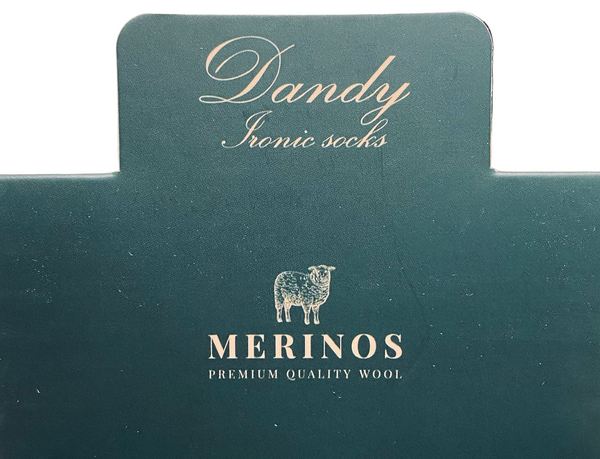 Dandy
Ironic socks
MERINOS
PREMIUM QUALITY WOOL